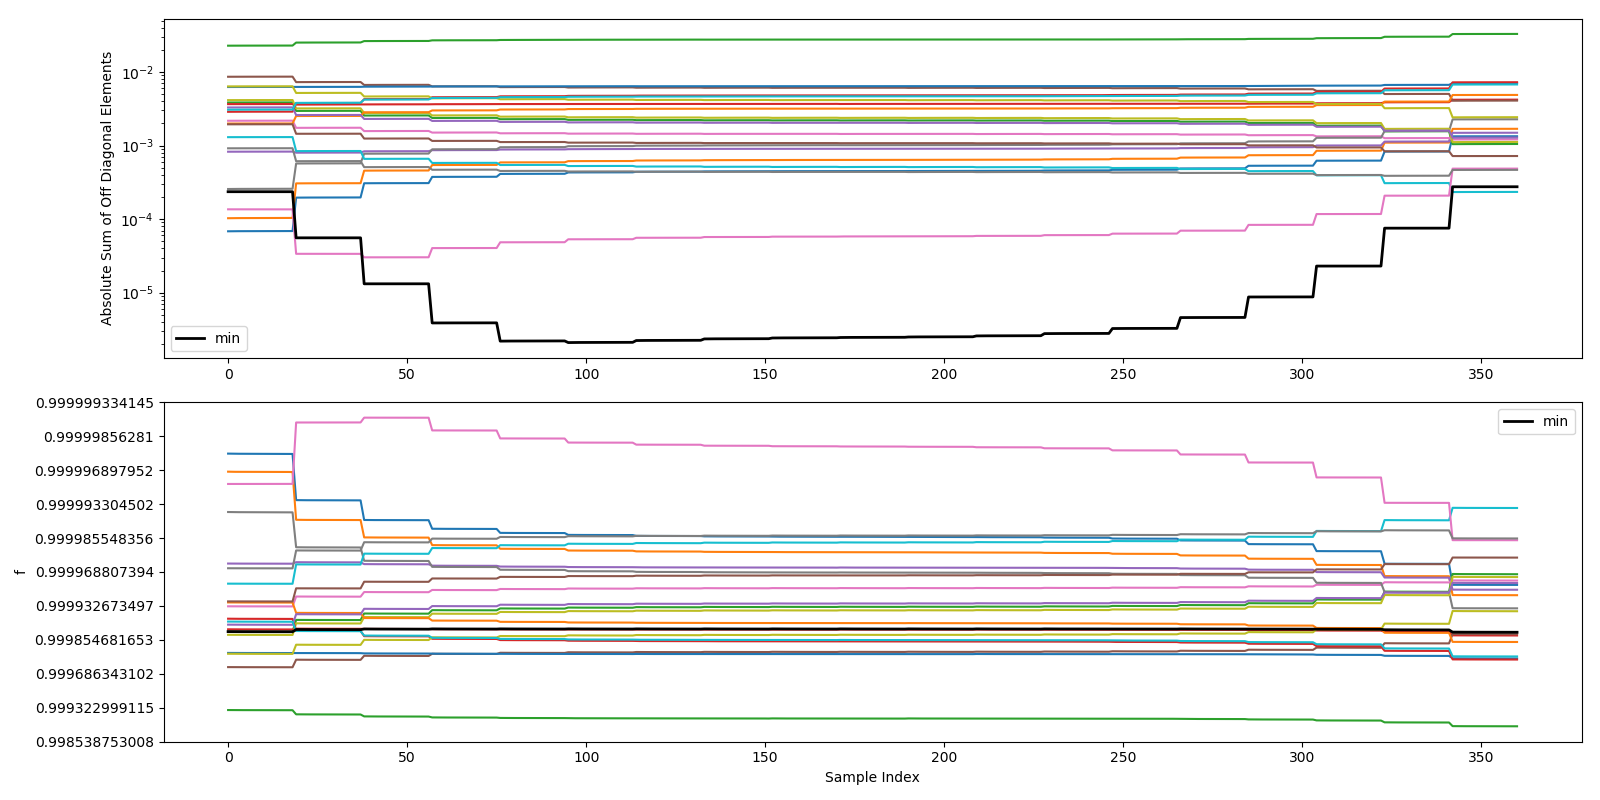 Absolute Sum of Off Diagonal Elements
10^-2
10^-3
10^-4
10^-5
min
0 50 100 150 200 250 300 350
f
0.999999334145
0.99999856281
0.999996897952
0.999993304502
0.999985548356
0.999968807394
0.999932673497
0.999854681653
0.999686343102
0.999322999115
0.998538753008
min
0 50 100 150 200 250 300 350
Sample Index